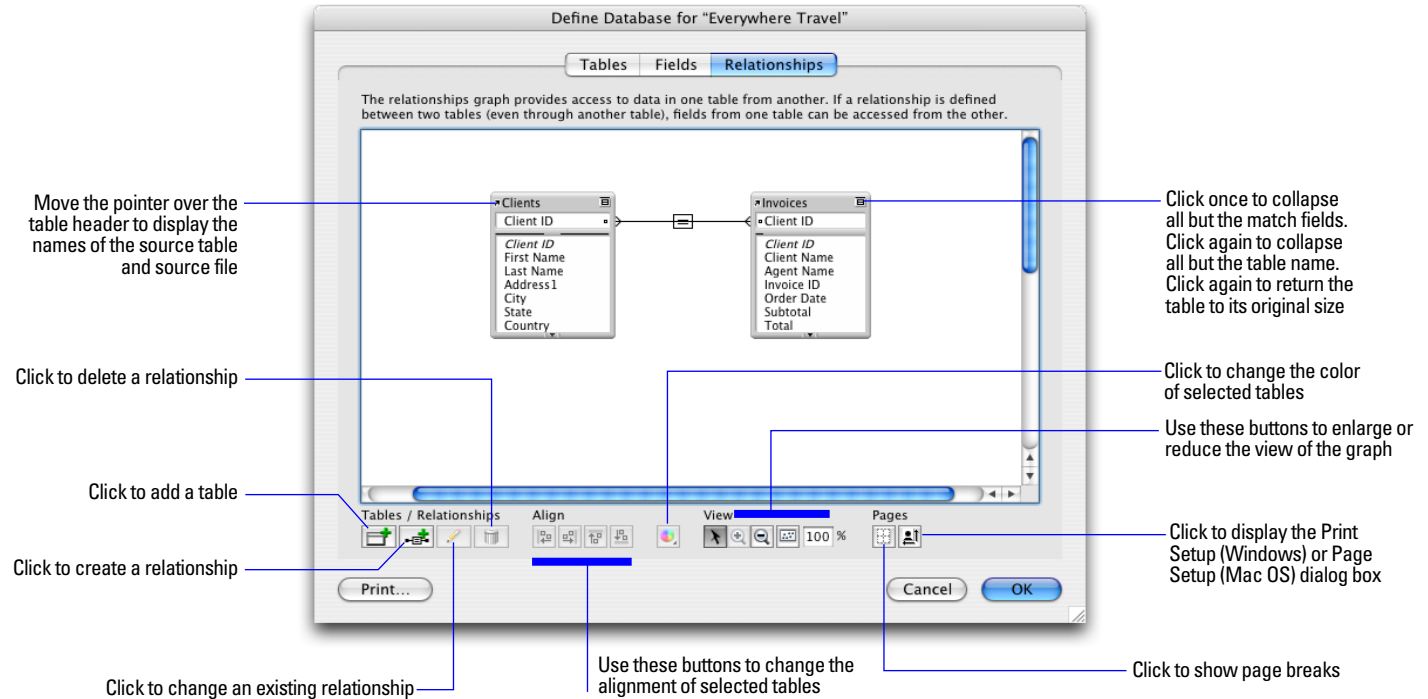 Define Database for “Everywhere Travel”
Tables
Fields
Relationships
The relationships graph provides access to data in one table from another. If a relationship is defined
between two tables (even through another table), fields from one table can be accessed from the other.
Move the pointer over the
table header to display the
names of the source table
and source file
Clients
Client ID
Client ID
First Name
Last Name
Address1
City
State
Country
=
Invoices
Client ID
Client ID
Client Name
Agent Name
Invoice ID
Order Date
Subtotal
Total
Click once to collapse
all but the match fields.
Click again to collapse
all but the table name.
Click again to return the
table to its original size
Click to delete a relationship
Click to change the color
of selected tables
Use these buttons to enlarge or
reduce the view of the graph
Click to add a table
Tables / Relationships
Align
View
Pages
100 %
Click to create a relationship
Click to display the Print
Setup (Windows) or Page
Setup (Mac OS) dialog box
Print...
Cancel
OK
Click to change an existing relationship
Use these buttons to change the
alignment of selected tables
Click to show page breaks